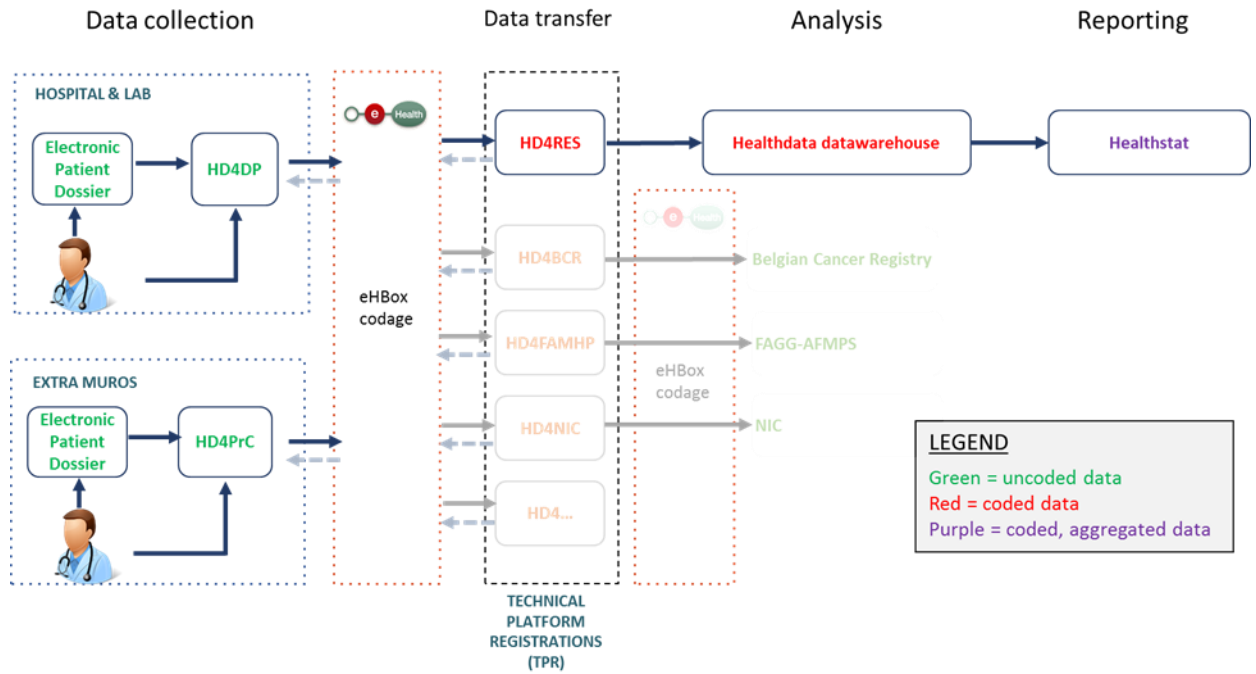 Data collection
Data transfer
Analysis
Reporting
HOSPITAL & LAB
Electronic
Patient
Dossier
HD4DP
e Health
HD4RES
Healthdata datawarehouse
Healthstat
e Health
HD4BCR
Belgian Cancer Registry
eHBox
codage
HD4FAMHP
FAGG-AFMPS
eHBox
codage
EXTRA MUROS
Electronic
Patient
Dossier
HD4PrC
HD4NIC
NIC
HD4...
LEGEND
Green = uncoded data
Red = coded data
Purple = coded, aggregated data
TECHNICAL
PLATFORM
REGISTRATIONS
(TPR)